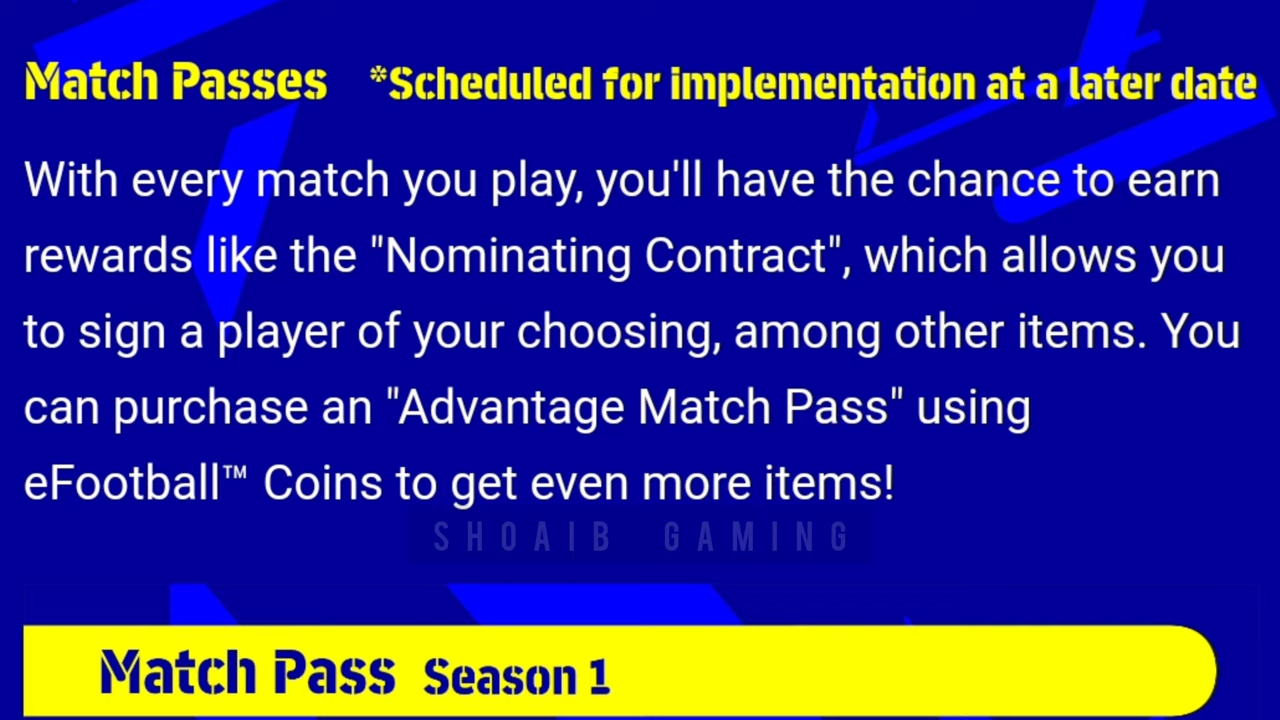 Match Passes *Scheduled for implementation at a later date
With every match you play, you'll have the chance to earn
rewards like the "Nominating Contract", which allows you
to sign a player of your choosing, among other items. You
can purchase an "Advantage Match Pass" using
eFootball™ Coins to get even more items!
SHOAIB GAMING
Match Pass Season 1